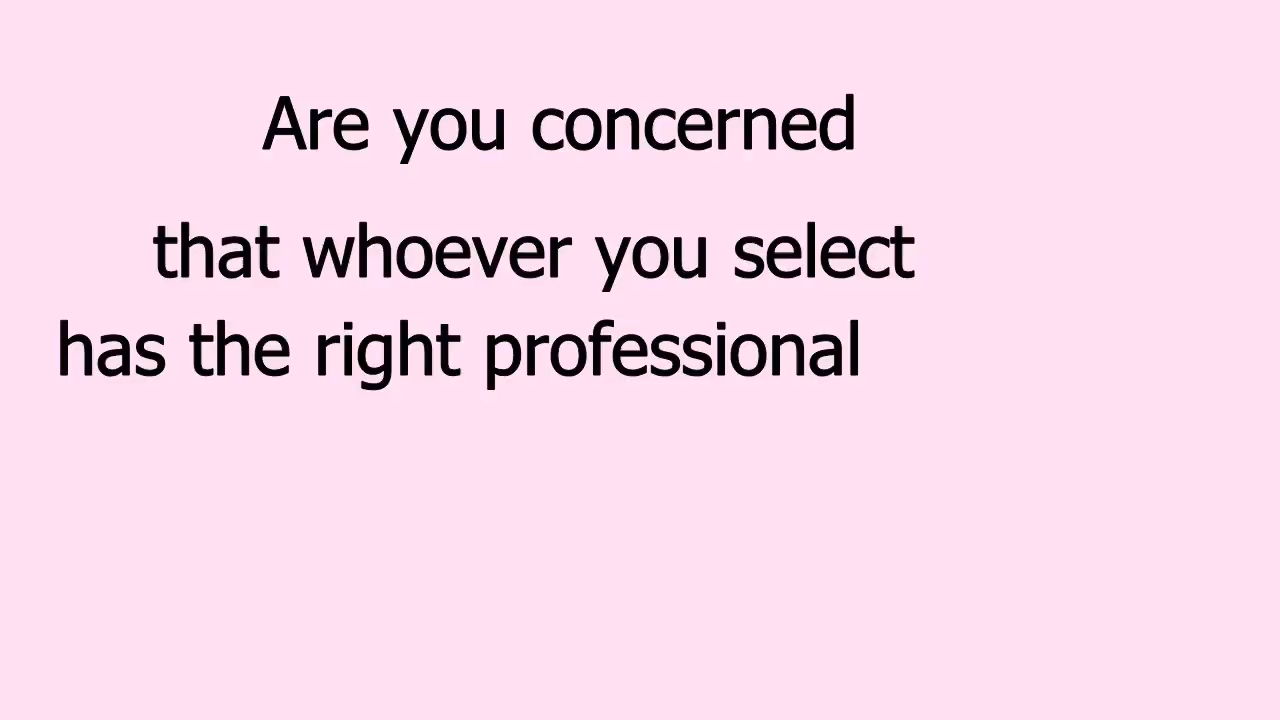 Are you concerned
that whoever you select
has the right professional